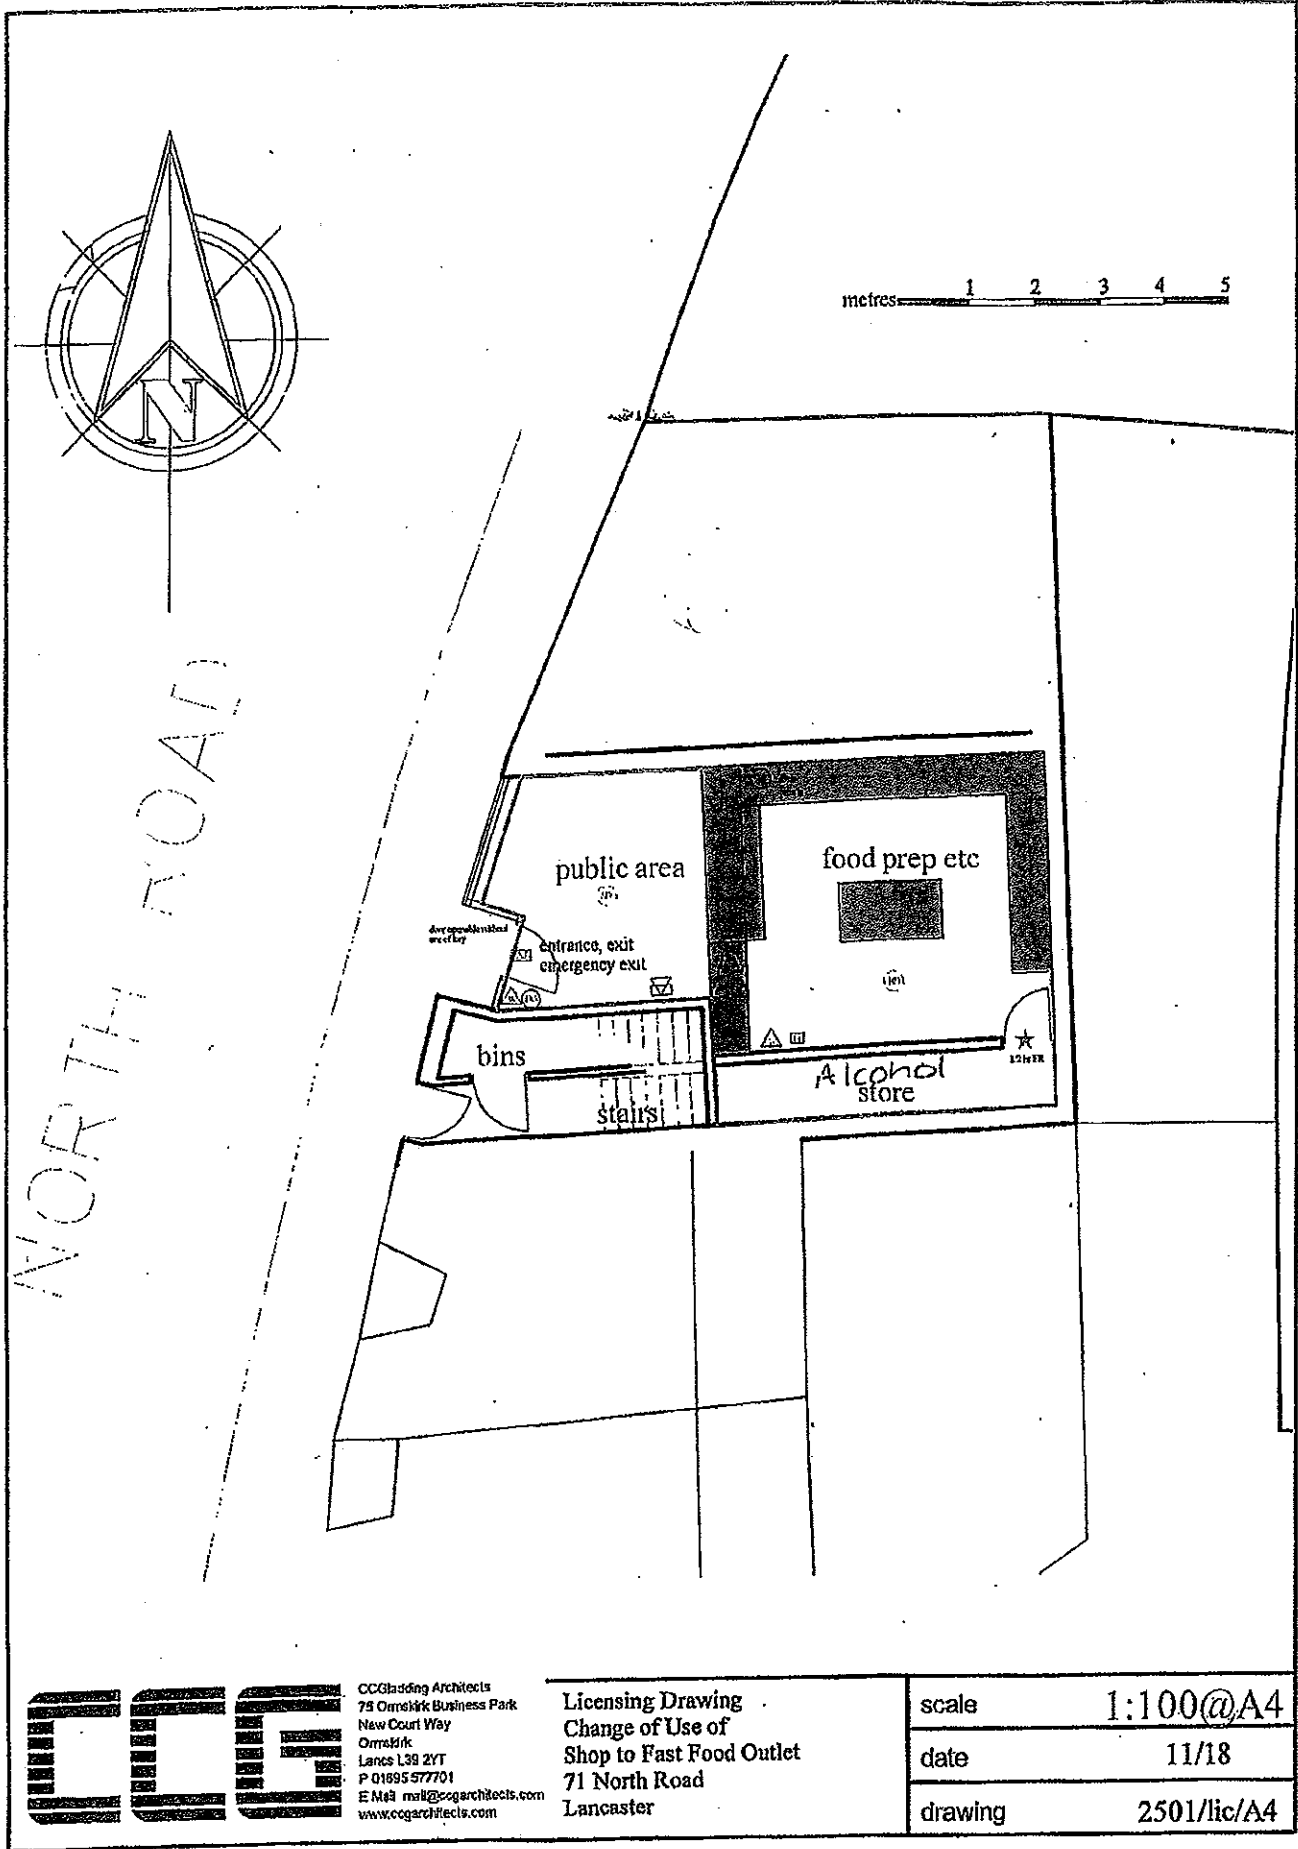 N
metres 1 2 3 4 5
NORTH ROAD
public area
food prep etc
entrance, exit
emergency exit
bins
stairs
Alcohol
store
CCG
CCGladding Architects
75 Ormskirk Business Park
New Court Way
Ormskirk
Lancs L39 2YT
P 01695 577701
E Mail mail@ccgarchitects.com
www.ccgarchitects.com
Licensing Drawing
Change of Use of
Shop to Fast Food Outlet
71 North Road
Lancaster
scale 1:100@A4
date 11/18
drawing 2501/lic/A4